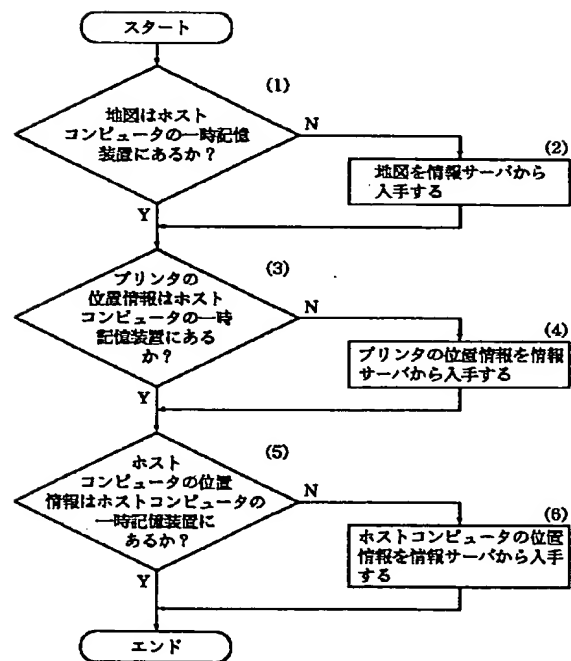 スタート
(1)
地図はホスト
コンピュータの一時記憶
装置にあるか?
N
(2)
地図を情報サーバから
入手する
Y
(3)
プリンタの
位置情報はホスト
コンピュータの一時
記憶装置にある
か?
N
(4)
プリンタの位置情報を情報
サーバから入手する
Y
(5)
ホスト
コンピュータの位置
情報はホストコンピュータの
一時記憶装置に
あるか?
N
(6)
ホストコンピュータの位置
情報を情報サーバから入手
する
Y
エンド